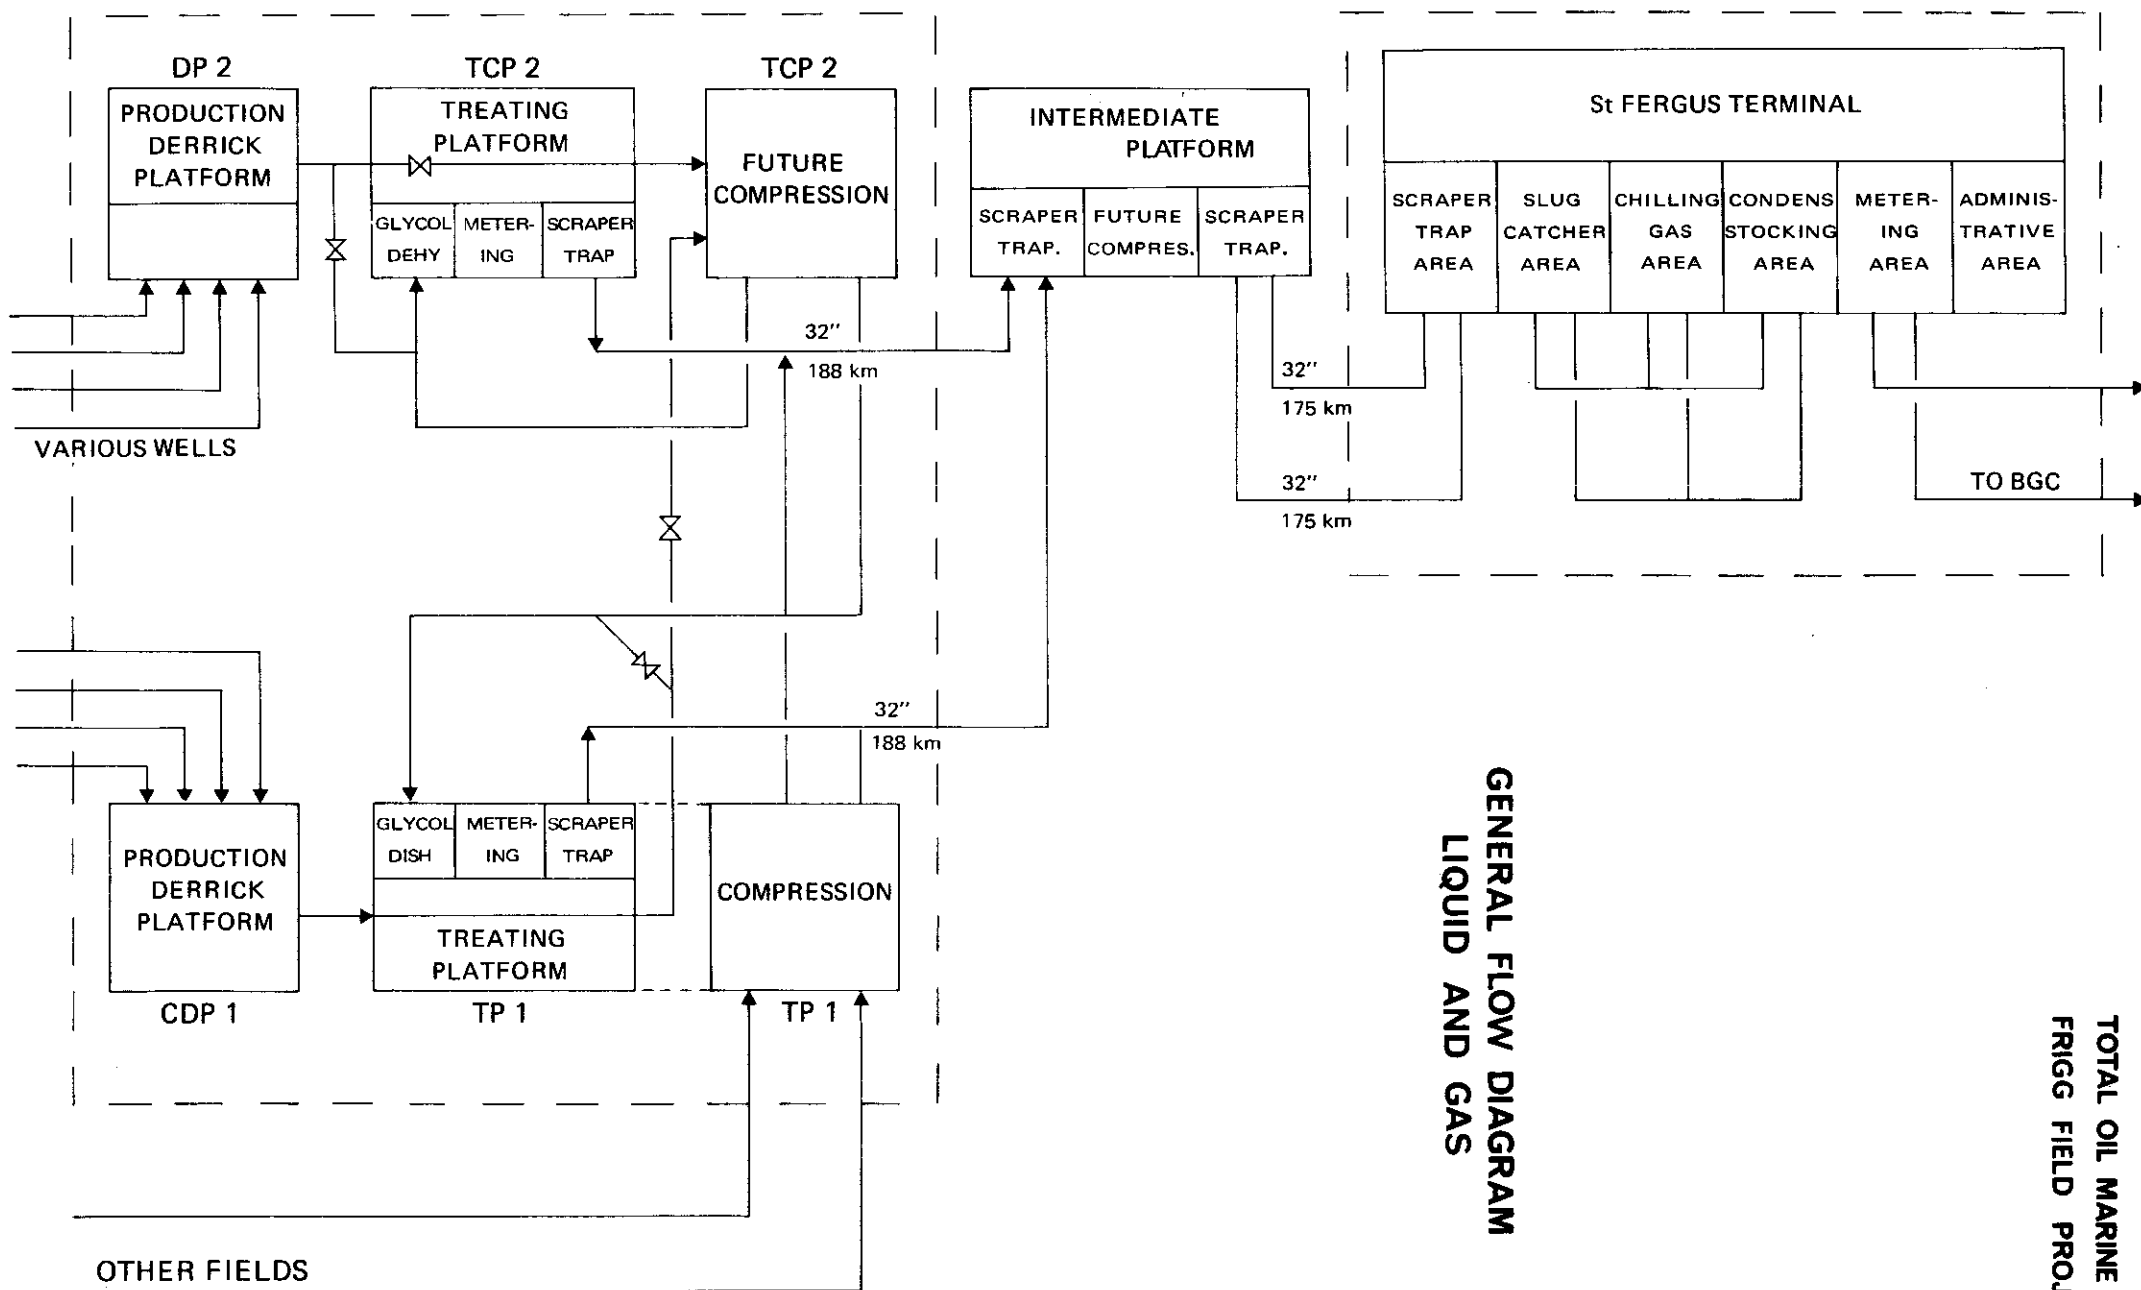 DP 2
PRODUCTION
DERRICK
PLATFORM
TCP 2
TREATING
PLATFORM
GLYCOL
DEHY
METER-
ING
SCRAPER
TRAP
TCP 2
FUTURE
COMPRESSION
INTERMEDIATE
PLATFORM
SCRAPER
TRAP.
FUTURE
COMPRES.
SCRAPER
TRAP.
St FERGUS TERMINAL
SCRAPER
TRAP
AREA
SLUG
CATCHER
AREA
CHILLING
GAS
AREA
CONDENS
STOCKING
AREA
METER-
ING
AREA
ADMINIS-
TRATIVE
AREA
VARIOUS WELLS
32"
188 km
32"
175 km
32"
175 km
TO BGC
32"
188 km
PRODUCTION
DERRICK
PLATFORM
CDP 1
GLYCOL
DISH
METER-
ING
SCRAPER
TRAP
TREATING
PLATFORM
TP 1
COMPRESSION
TP 1
OTHER FIELDS
GENERAL FLOW DIAGRAM
LIQUID AND GAS
TOTAL OIL MARINE
FRIGG FIELD PROJ